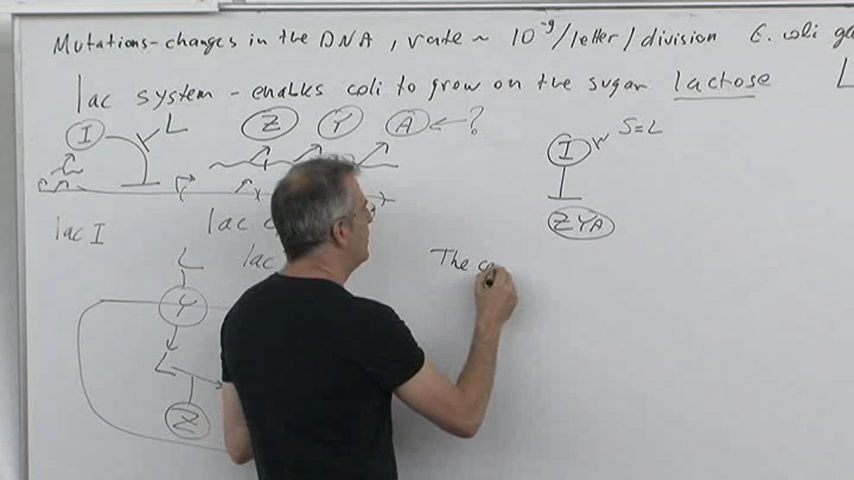 Mutations - changes in the DNA, rate ~ 10^-9/letter/division E. coli
lac system - enables coli to grow on the sugar lactose L
I L Z Y A ?
I S=L
ZYA
lac I lac
lac
L
Y
L
Z
The